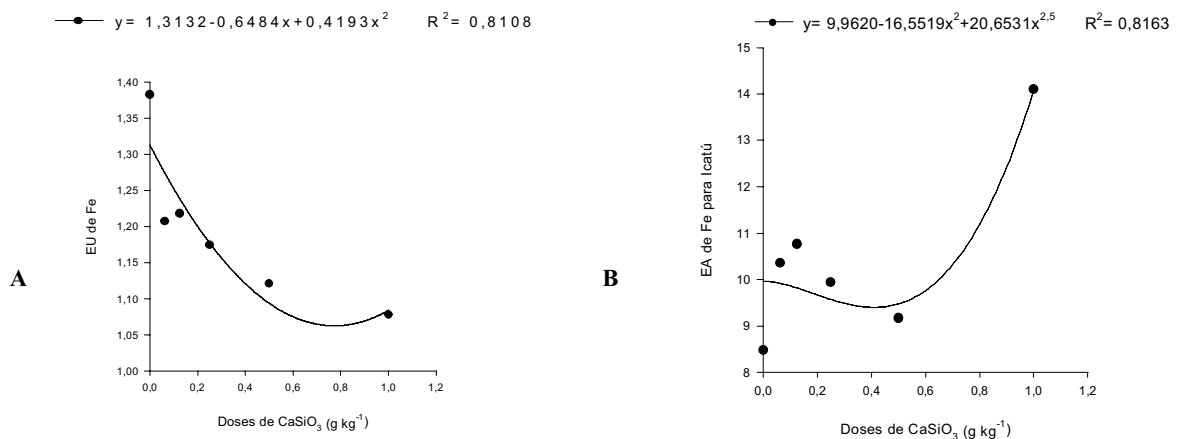 y= 1,3132-0,6484x+0,4193x² R²= 0,8108
1,40
1,35
1,30
1,25
1,20
1,15
1,10
1,05
1,00
EU de Fe
0,0 0,2 0,4 0,6 0,8 1,0 1,2
Doses de CaSiO₃ (g kg⁻¹)
A
y= 9,9620-16,5519x²+20,6531x²,⁵ R²= 0,8163
15
14
13
12
11
10
9
8
EA de Fe para Icatú
0,0 0,2 0,4 0,6 0,8 1,0 1,2
Doses de CaSiO₃ (g kg⁻¹)
B